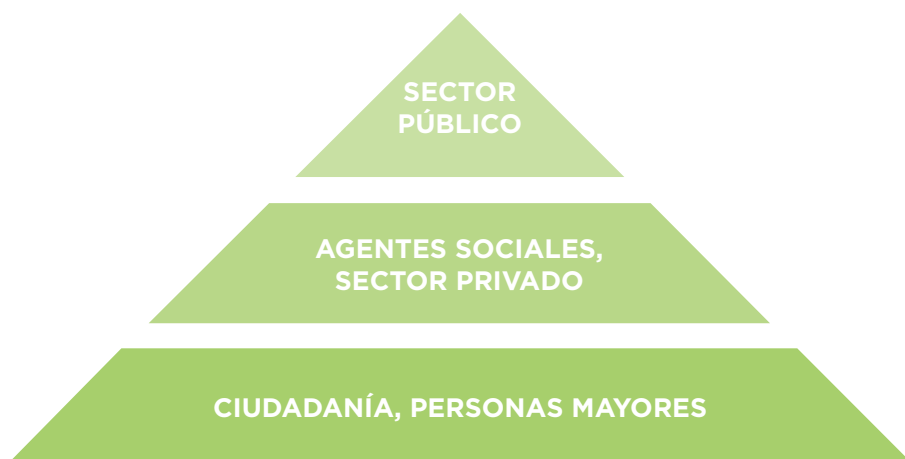 SECTOR
PÚBLICO
AGENTES SOCIALES,
SECTOR PRIVADO
CIUDADANÍA, PERSONAS MAYORES